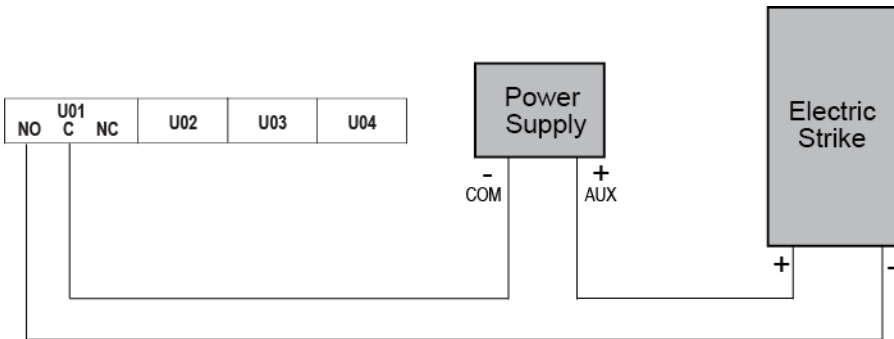 U01
NO C NC
U02
U03
U04
Power
Supply
-
COM
+
AUX
Electric
Strike
+
-